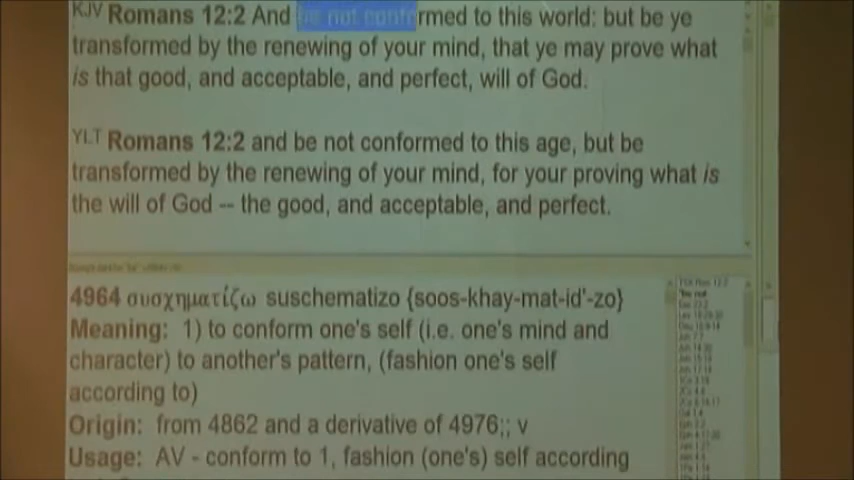 KJV Romans 12:2 And be not conformed to this world: but be ye
transformed by the renewing of your mind, that ye may prove what
is that good, and acceptable, and perfect, will of God.
YLT Romans 12:2 and be not conformed to this age, but be
transformed by the renewing of your mind, for your proving what is
the will of God -- the good, and acceptable, and perfect.
4964 συσχηματίζω suschematizo {soos-khay-mat-id'-zo}
Meaning: 1) to conform one's self (i.e. one's mind and
character) to another's pattern, (fashion one's self
according to)
Origin: from 4862 and a derivative of 4976;; v
Usage: AV - conform to 1, fashion (one's) self according